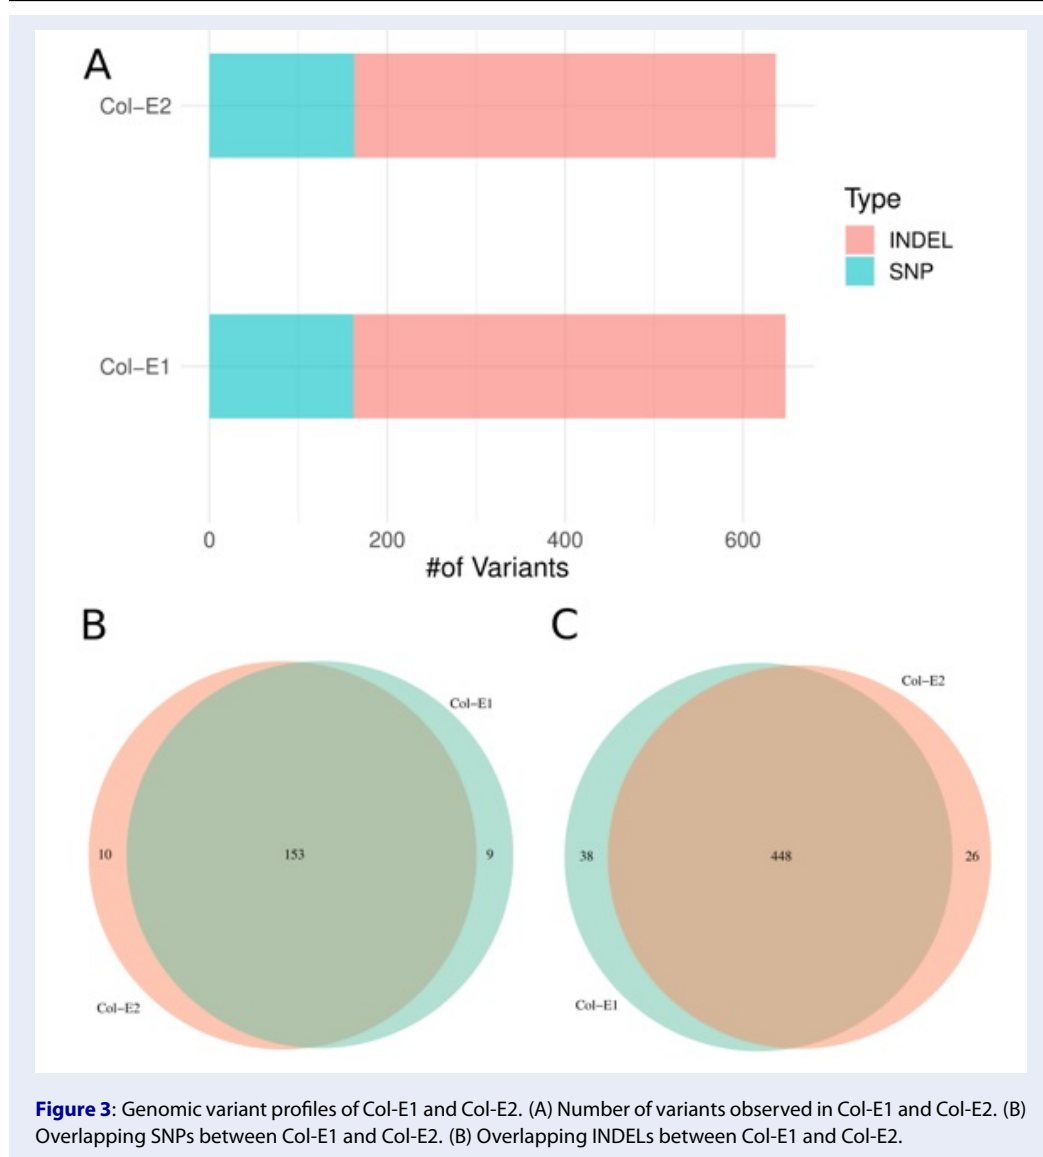 A
Col−E2
Type
INDEL
SNP
Col−E1
0 200 400 600
#of Variants
B
C
Col−E1
Col−E2
10 153 9
38 448 26
Col−E2
Col−E1
Figure 3: Genomic variant profiles of Col-E1 and Col-E2. (A) Number of variants observed in Col-E1 and Col-E2. (B)
Overlapping SNPs between Col-E1 and Col-E2. (B) Overlapping INDELs between Col-E1 and Col-E2.